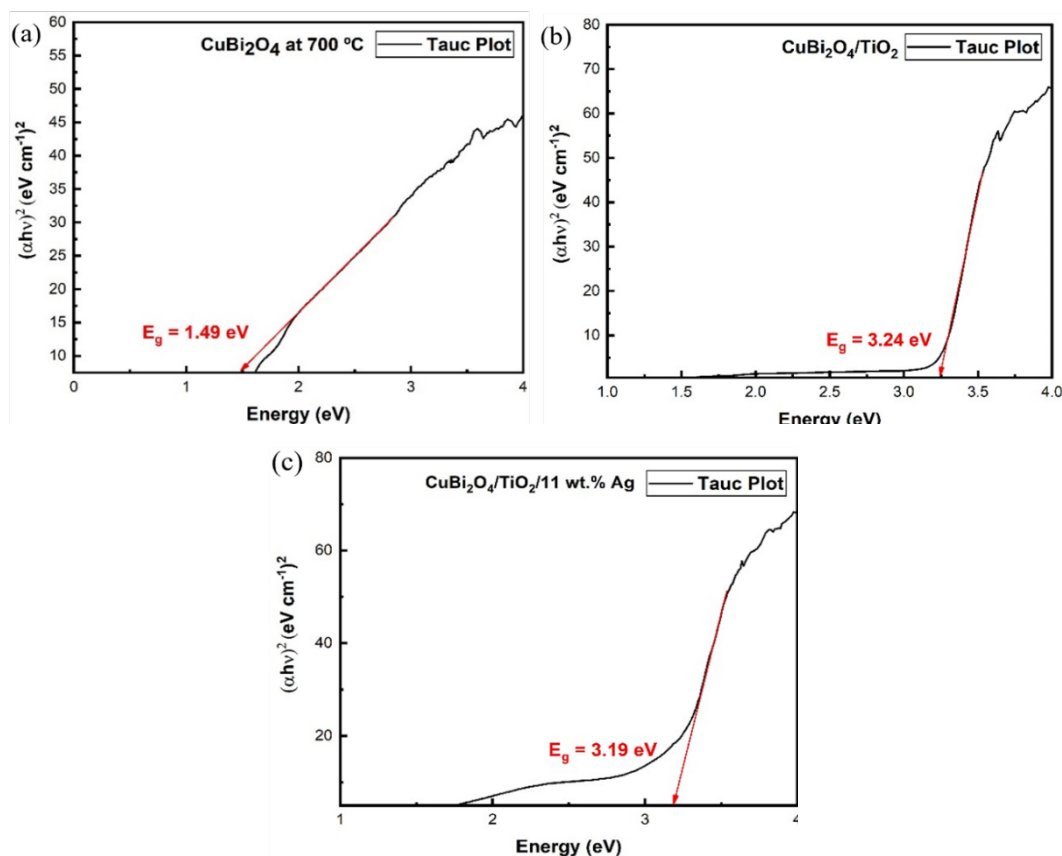 (a)
CuBi₂O₄ at 700 ºC
Tauc Plot
60
55
50
45
40
35
30
25
20
15
10
(αhν)² (eV cm⁻¹)²
E_g = 1.49 eV
0 1 2 3 4
Energy (eV)
(b)
CuBi₂O₄/TiO₂
Tauc Plot
80
70
60
50
40
30
20
10
(αhν)² (eV cm⁻¹)²
E_g = 3.24 eV
1.0 1.5 2.0 2.5 3.0 3.5 4.0
Energy (eV)
(c)
CuBi₂O₄/TiO₂/11 wt.% Ag
Tauc Plot
80
60
40
20
(αhν)² (eV cm⁻¹)²
E_g = 3.19 eV
1 2 3 4
Energy (eV)